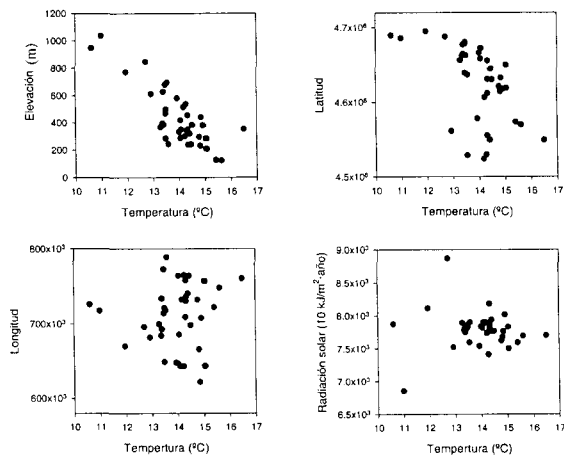 Elevación (m)
1200
1000
800
600
400
200
0
10 11 12 13 14 15 16 17
Temperatura (ºC)
Latitud
4.7x10⁶
4.6x10⁶
4.5x10⁶
10 11 12 13 14 15 16 17
Temperatura (ºC)
Longitud
800x10³
700x10³
600x10³
10 11 12 13 14 15 16 17
Tempertura (ºC)
Radiación solar (10 kJ/m²·año)
9.0x10³
8.5x10³
8.0x10³
7.5x10³
7.0x10³
6.5x10³
10 11 12 13 14 15 16 17
Tempertura (ºC)